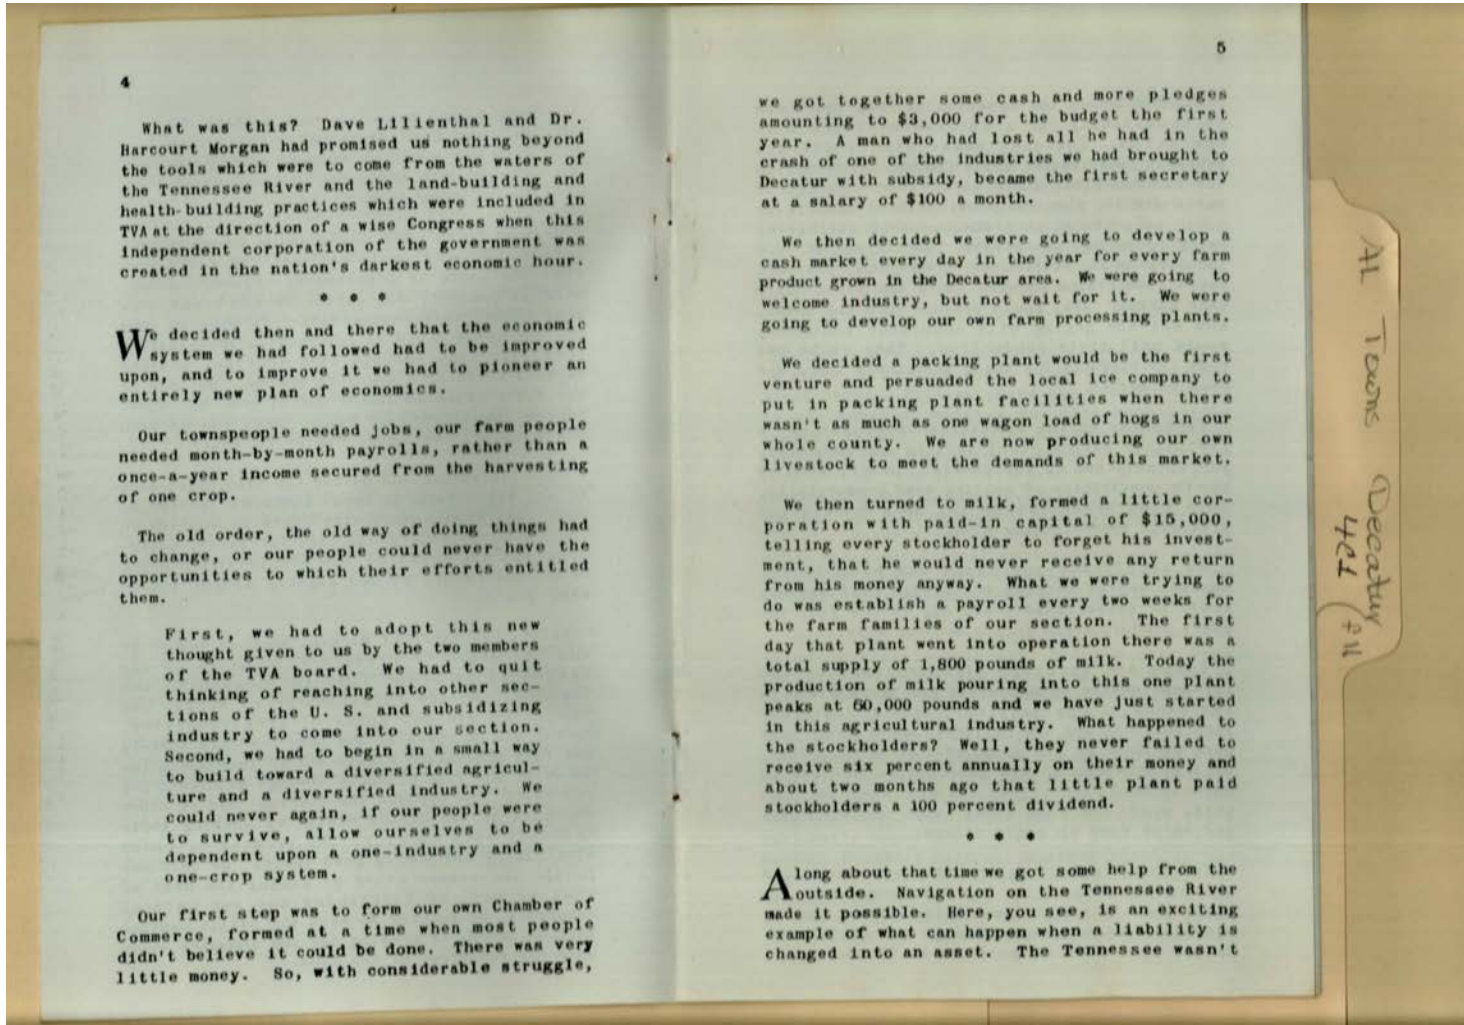 4
What was this? Dave Lilienthal and Dr.
Harcourt Morgan had promised us nothing beyond
the tools which were to come from the waters of
the Tennessee River and the land-building and
health-building practices which were included in
TVA at the direction of a wise Congress when this
independent corporation of the government was
created in the nation's darkest economic hour.
* * *
We decided then and there that the economic
system we had followed had to be improved
upon, and to improve it we had to pioneer an
entirely new plan of economics.
Our townspeople needed jobs, our farm people
needed month-by-month payrolls, rather than a
once-a-year income secured from the harvesting
of one crop.
The old order, the old way of doing things had
to change, or our people could never have the
opportunities to which their efforts entitled
them.
First, we had to adopt this new
thought given to us by the two members
of the TVA board. We had to quit
thinking of reaching into other sec-
tions of the U. S. and subsidizing
industry to come into our section.
Second, we had to begin in a small way
to build toward a diversified agricul-
ture and a diversified industry. We
could never again, if our people were
to survive, allow ourselves to be
dependent upon a one-industry and a
one-crop system.
Our first step was to form our own Chamber of
Commerce, formed at a time when most people
didn't believe it could be done. There was very
little money. So, with considerable struggle,
5
we got together some cash and more pledges
amounting to $3,000 for the budget the first
year. A man who had lost all he had in the
crash of one of the industries we had brought to
Decatur with subsidy, became the first secretary
at a salary of $100 a month.
We then decided we were going to develop a
cash market every day in the year for every farm
product grown in the Decatur area. We were going to
welcome industry, but not wait for it. We were
going to develop our own farm processing plants.
We decided a packing plant would be the first
venture and persuaded the local ice company to
put in packing plant facilities when there
wasn't as much as one wagon load of hogs in our
whole county. We are now producing our own
livestock to meet the demands of this market.
We then turned to milk, formed a little cor-
poration with paid-in capital of $15,000,
telling every stockholder to forget his invest-
ment, that he would never receive any return
from his money anyway. What we were trying to
do was establish a payroll every two weeks for
the farm families of our section. The first
day that plant went into operation there was a
total supply of 1,800 pounds of milk. Today the
production of milk pouring into this one plant
peaks at 60,000 pounds and we have just started
in this agricultural industry. What happened to
the stockholders? Well, they never failed to
receive six percent annually on their money and
about two months ago that little plant paid
stockholders a 100 percent dividend.
* * *
Along about that time we got some help from the
outside. Navigation on the Tennessee River
made it possible. Here, you see, is an exciting
example of what can happen when a liability is
changed into an asset. The Tennessee wasn't
AL Towns Decatur